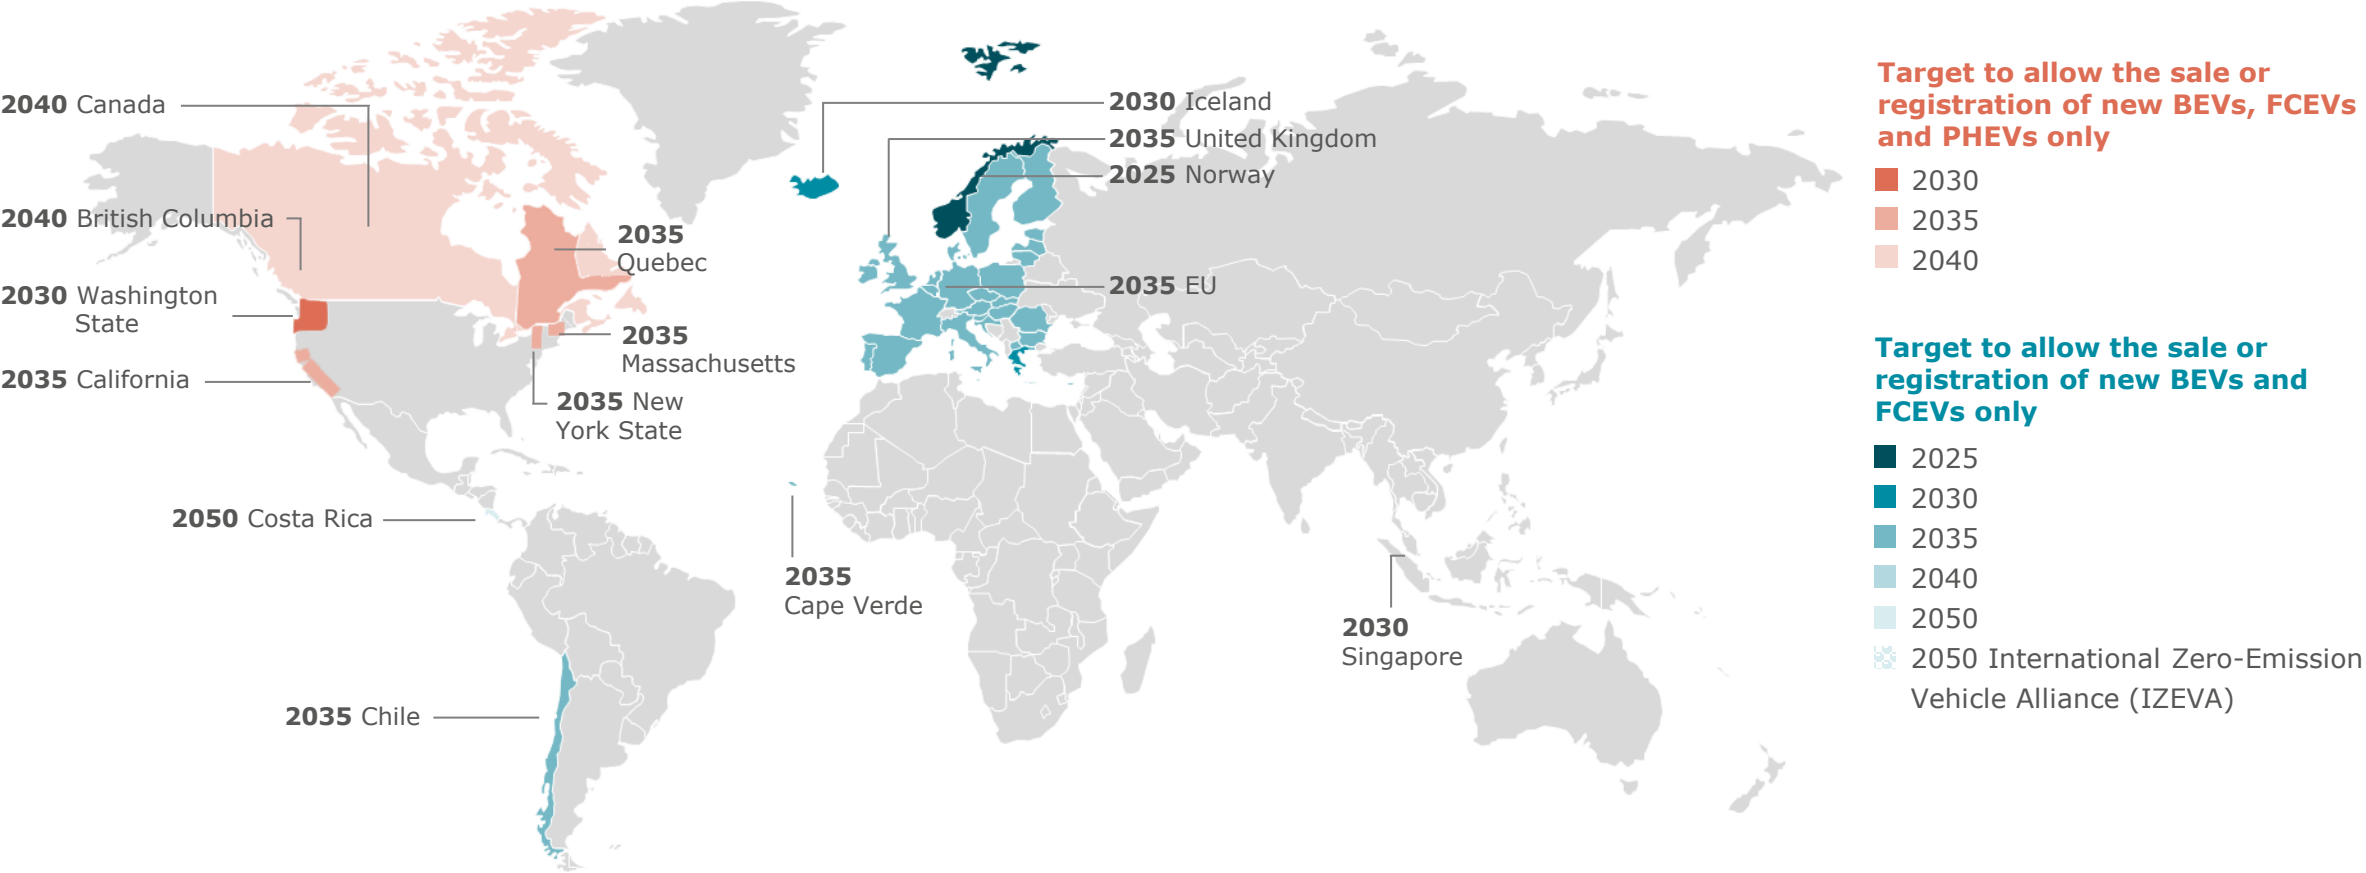 2040 Canada
2040 British Columbia
2030 Washington
State
2035 California
2035
Quebec
2035
Massachusetts
2035 New
York State
2050 Costa Rica
2035 Chile
2030 Iceland
2035 United Kingdom
2025 Norway
2035 EU
2035
Cape Verde
2030
Singapore
Target to allow the sale or
registration of new BEVs, FCEVs
and PHEVs only
2030
2035
2040
Target to allow the sale or
registration of new BEVs and
FCEVs only
2025
2030
2035
2040
2050
2050 International Zero-Emission
Vehicle Alliance (IZEVA)